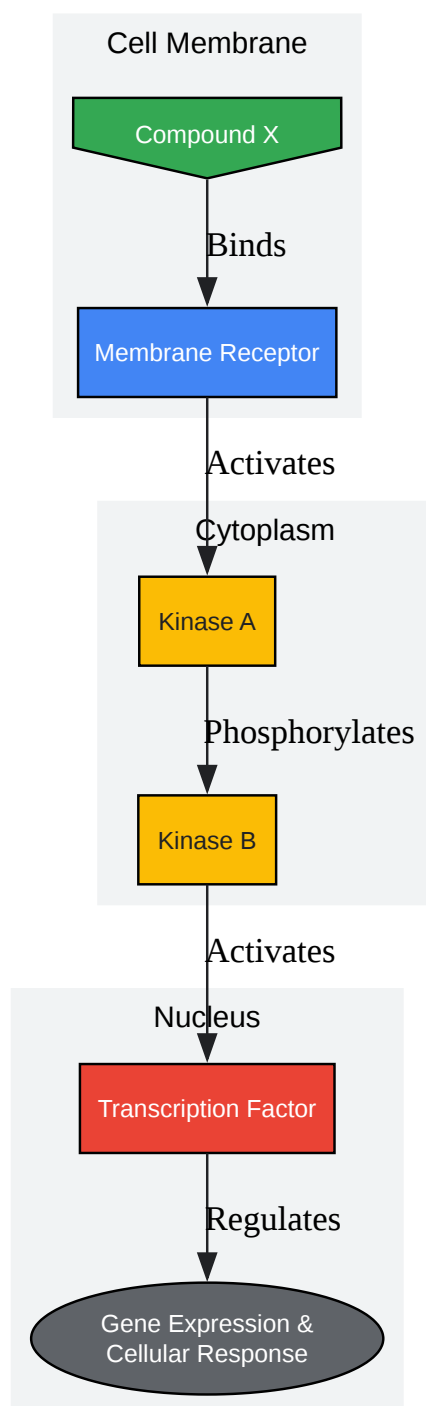 Cell Membrane
Compound X
Binds
Membrane Receptor
Activates
Cytoplasm
Kinase A
Phosphorylates
Kinase B
Activates
Nucleus
Transcription Factor
Regulates
Gene Expression &
Cellular Response